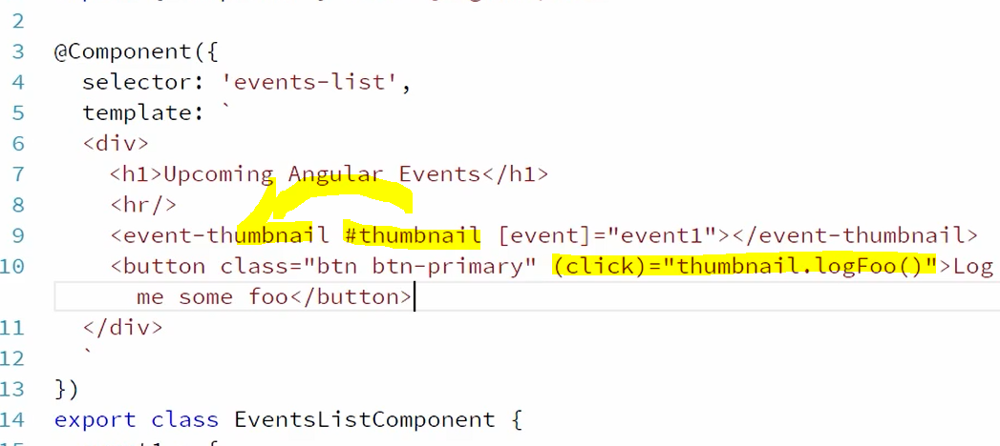 2
3 @Component({
4 selector: 'events-list',
5 template: `
6 <div>
7 <h1>Upcoming Angular Events</h1>
8 <hr/>
9 <event-thumbnail #thumbnail [event]="event1"></event-thumbnail>
10 <button class="btn btn-primary" (click)="thumbnail.logFoo()">Log
me some foo</button>
11 </div>
12 `
13 })
14 export class EventsListComponent {